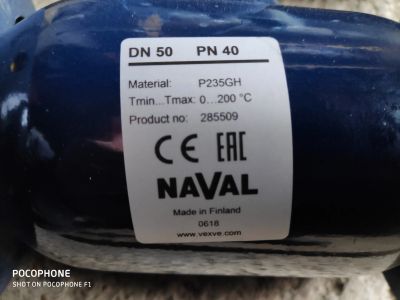 DN 50 PN 40
Material: P235GH
Tmin...Tmax: 0...200 °C
Product no: 285509
CE EAC
NAVAL
Made in Finland
0618
www.vexve.com
POCOPHONE
SHOT ON POCOPHONE F1